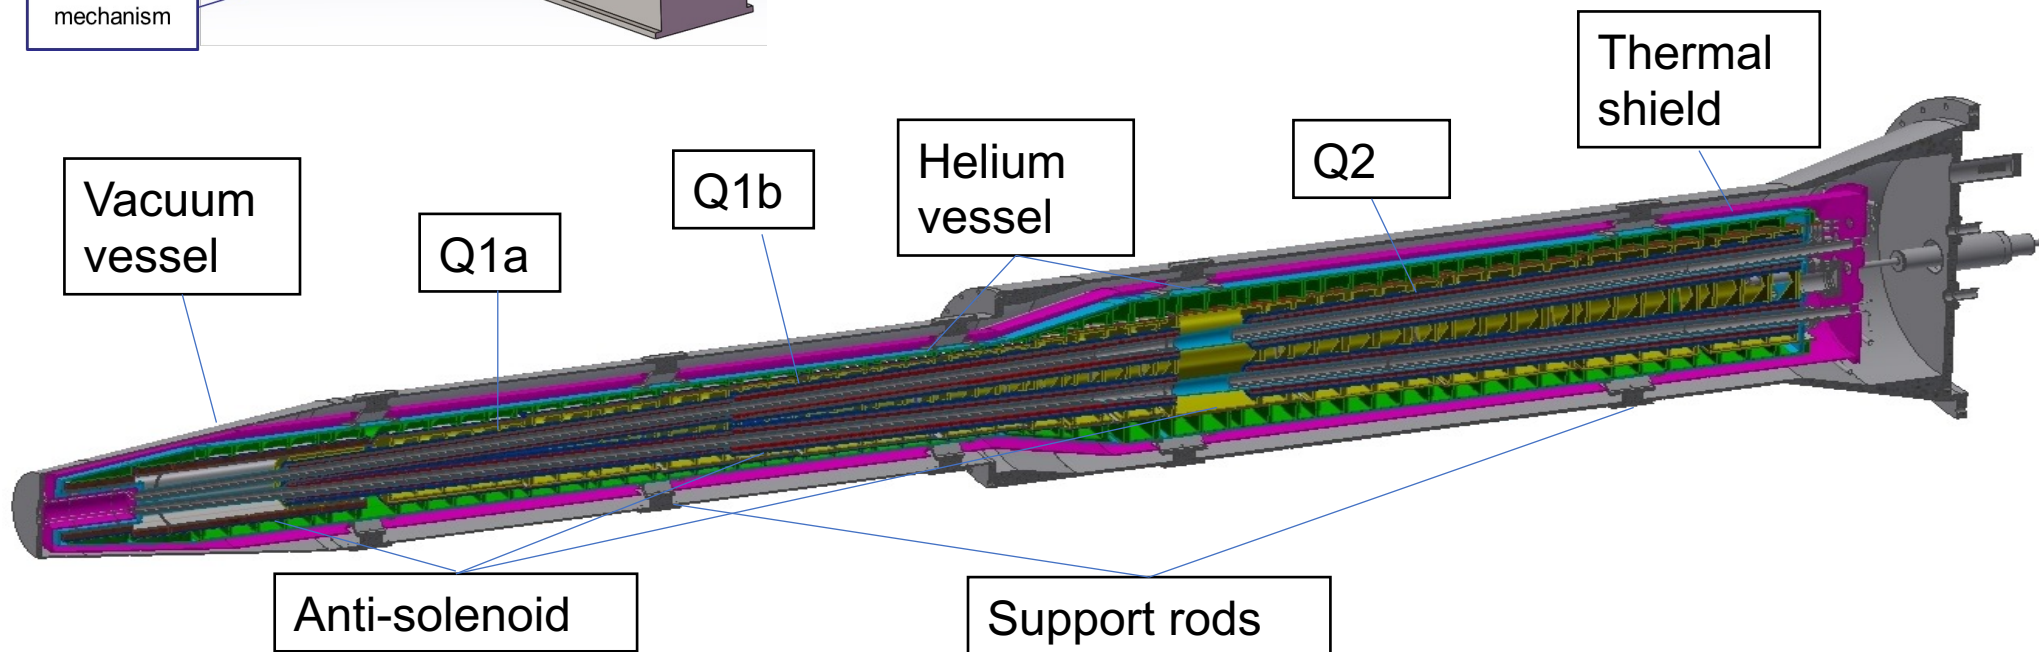 mechanism
Thermal
shield
Vacuum
vessel
Q1a
Q1b
Helium
vessel
Q2
Anti-solenoid
Support rods